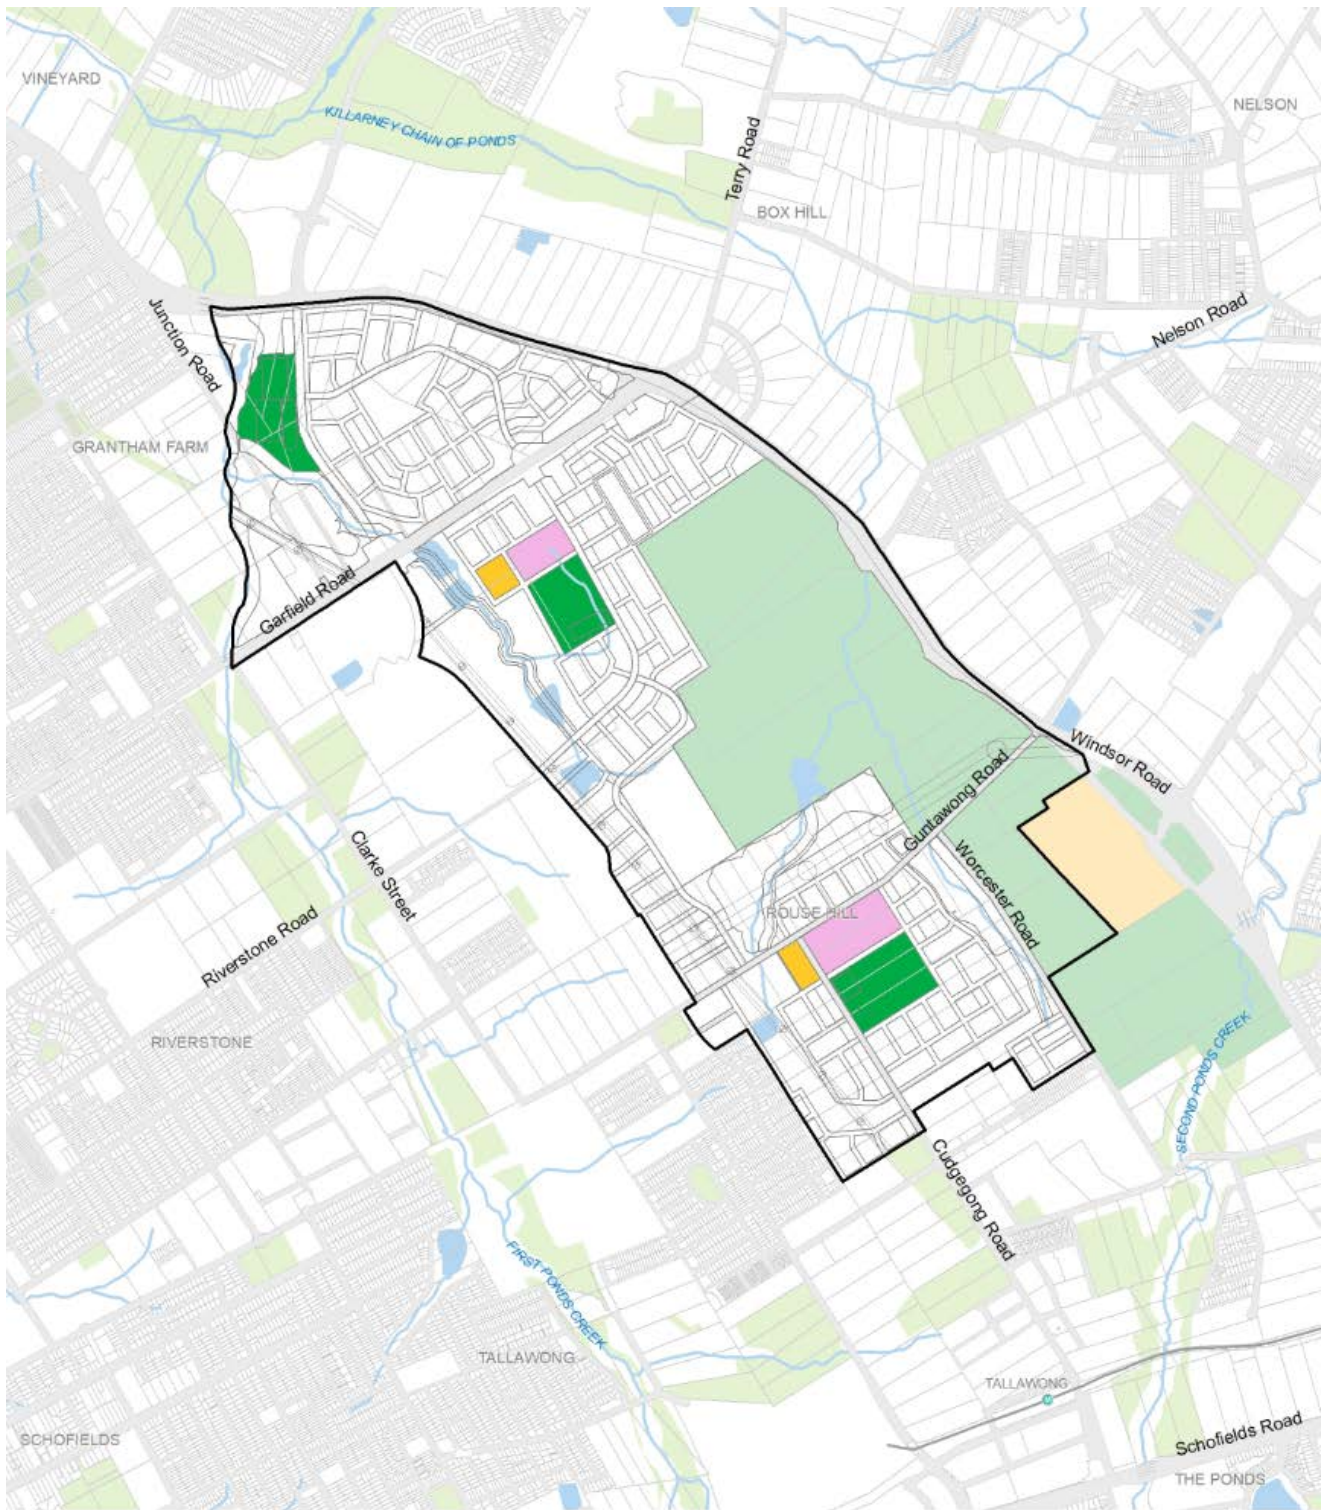 VINEYARD
NELSON
KILLARNEY CHAIN OF PONDS
Terry Road
BOX HILL
Junction Road
Nelson Road
GRANTHAM FARM
Garfield Road
Windsor Road
Guntawong Road
Clarke Street
Worcester Road
ROUSE HILL
Riverstone Road
RIVERSTONE
SECOND PONDS CREEK
Cudgegong Road
FIRST PONDS CREEK
TALLAWONG
TALLAWONG
SCHOFIELDS
Schofields Road
THE PONDS